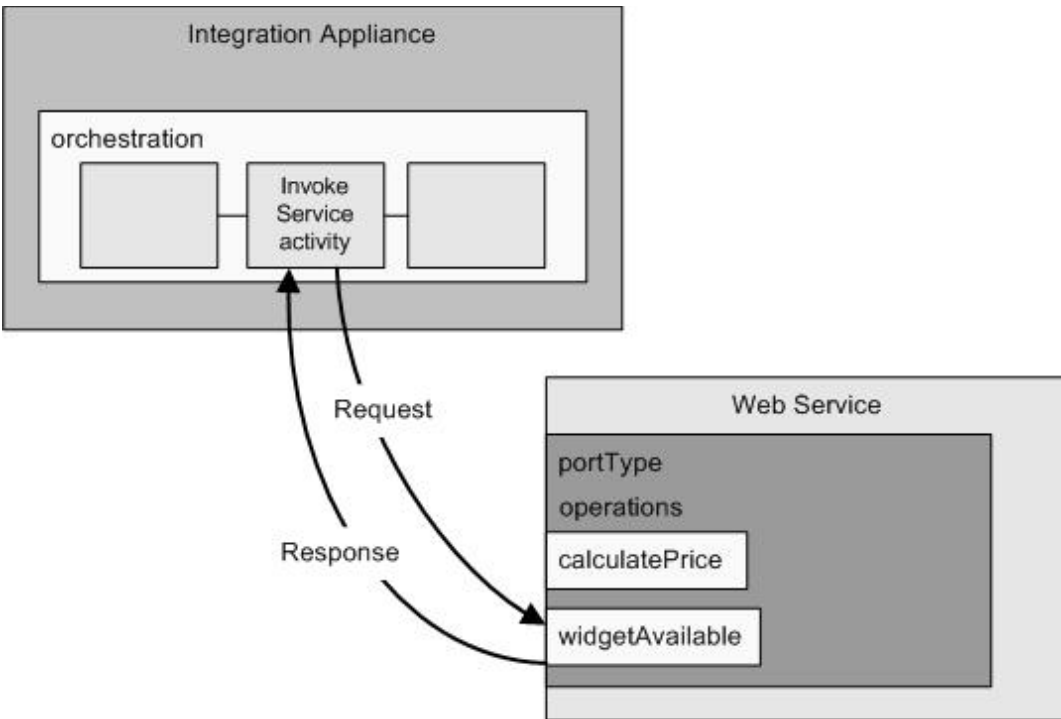 Integration Appliance
orchestration
Invoke
Service
activity
Request
Response
Web Service
portType
operations
calculatePrice
widgetAvailable